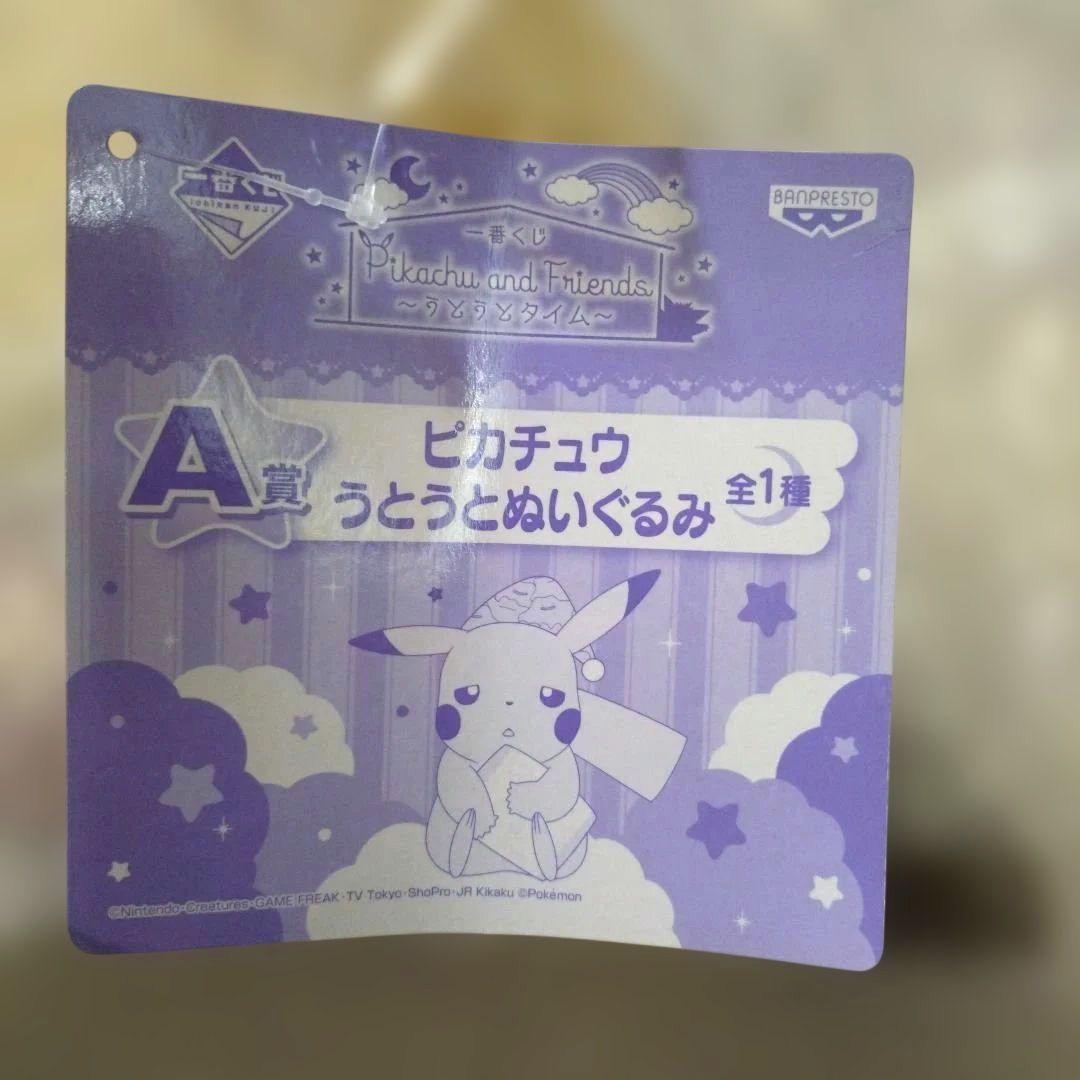 一番くじ
Ichiban KUJI
BANPRESTO
一番くじ
Pikachu and Friends
～うとうとタイム～
A賞
ピカチュウ
うとうとぬいぐるみ
全1種
©Nintendo・Creatures・GAME FREAK・TV Tokyo・ShoPro・JR Kikaku ©Pokémon